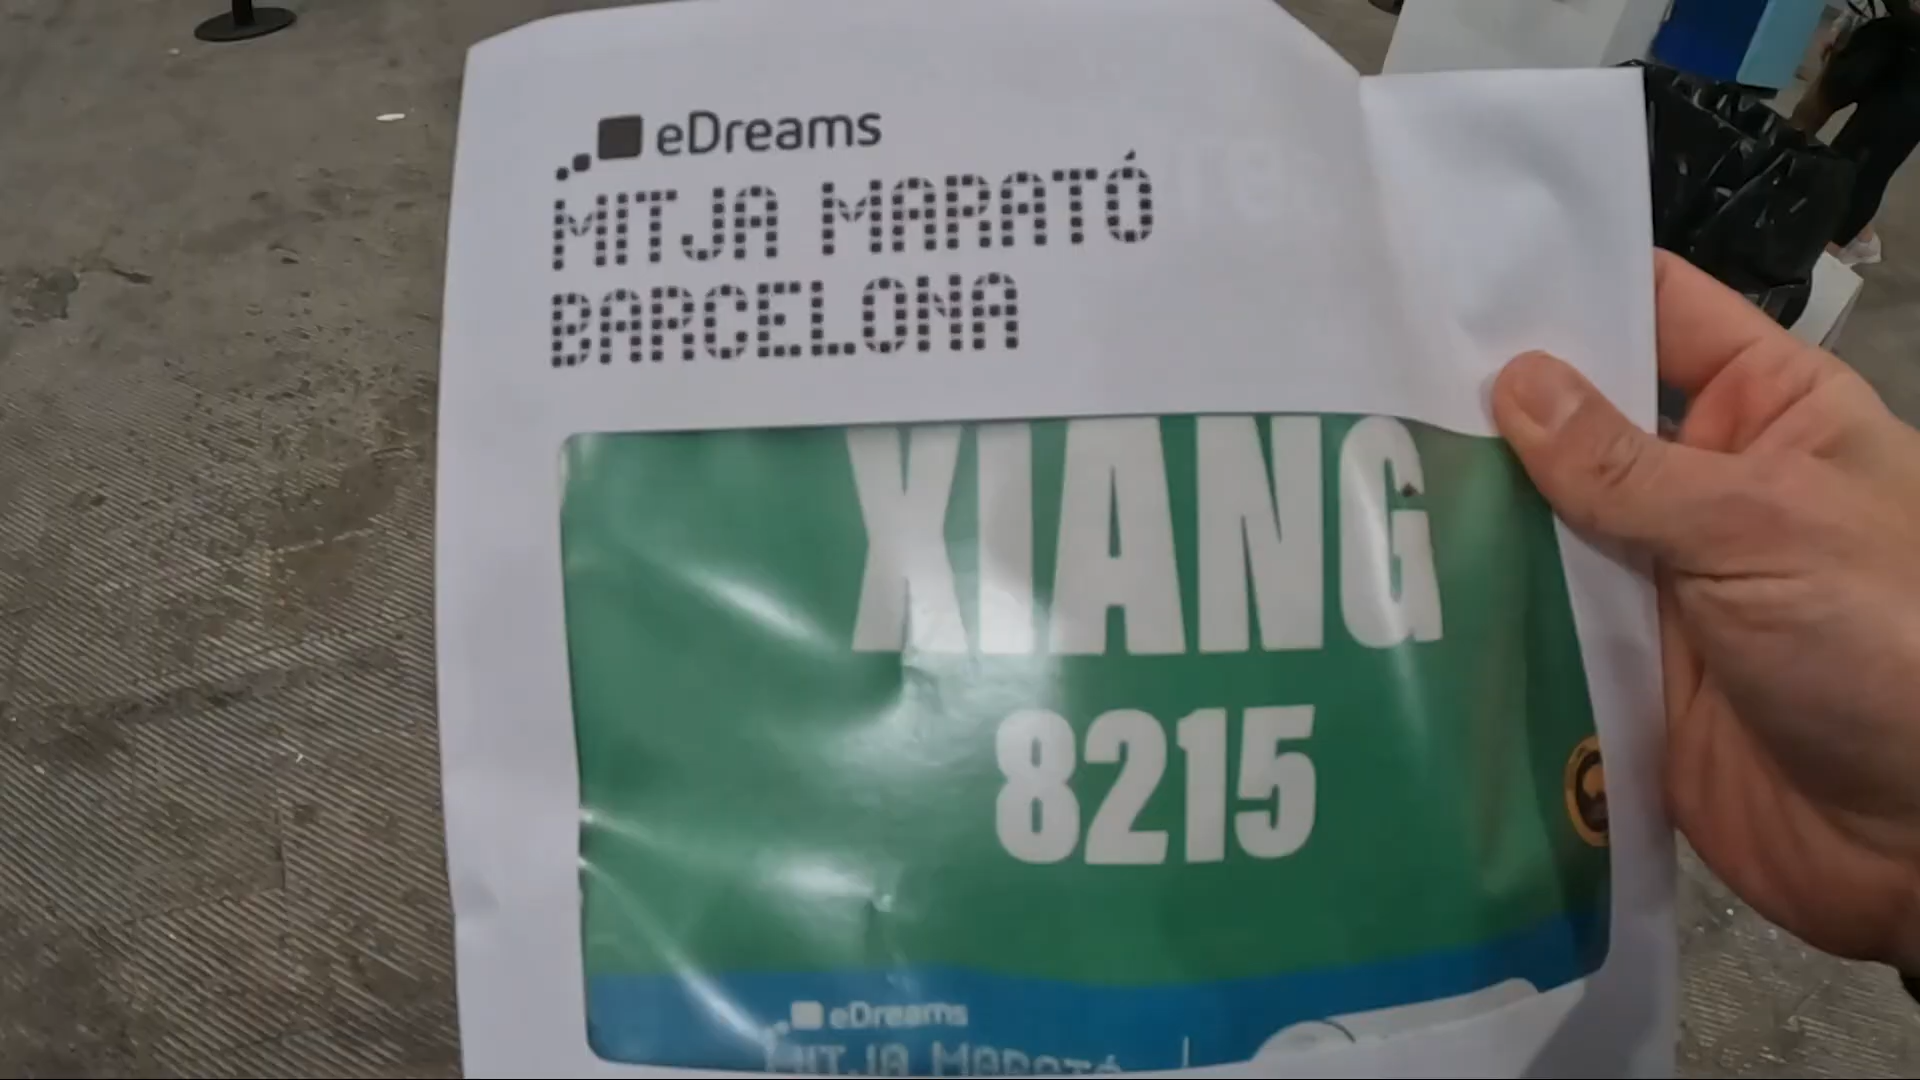 eDreams
MITJA MARATÓ
BARCELONA
XIANG
8215
eDreams
MITJA MARATÓ